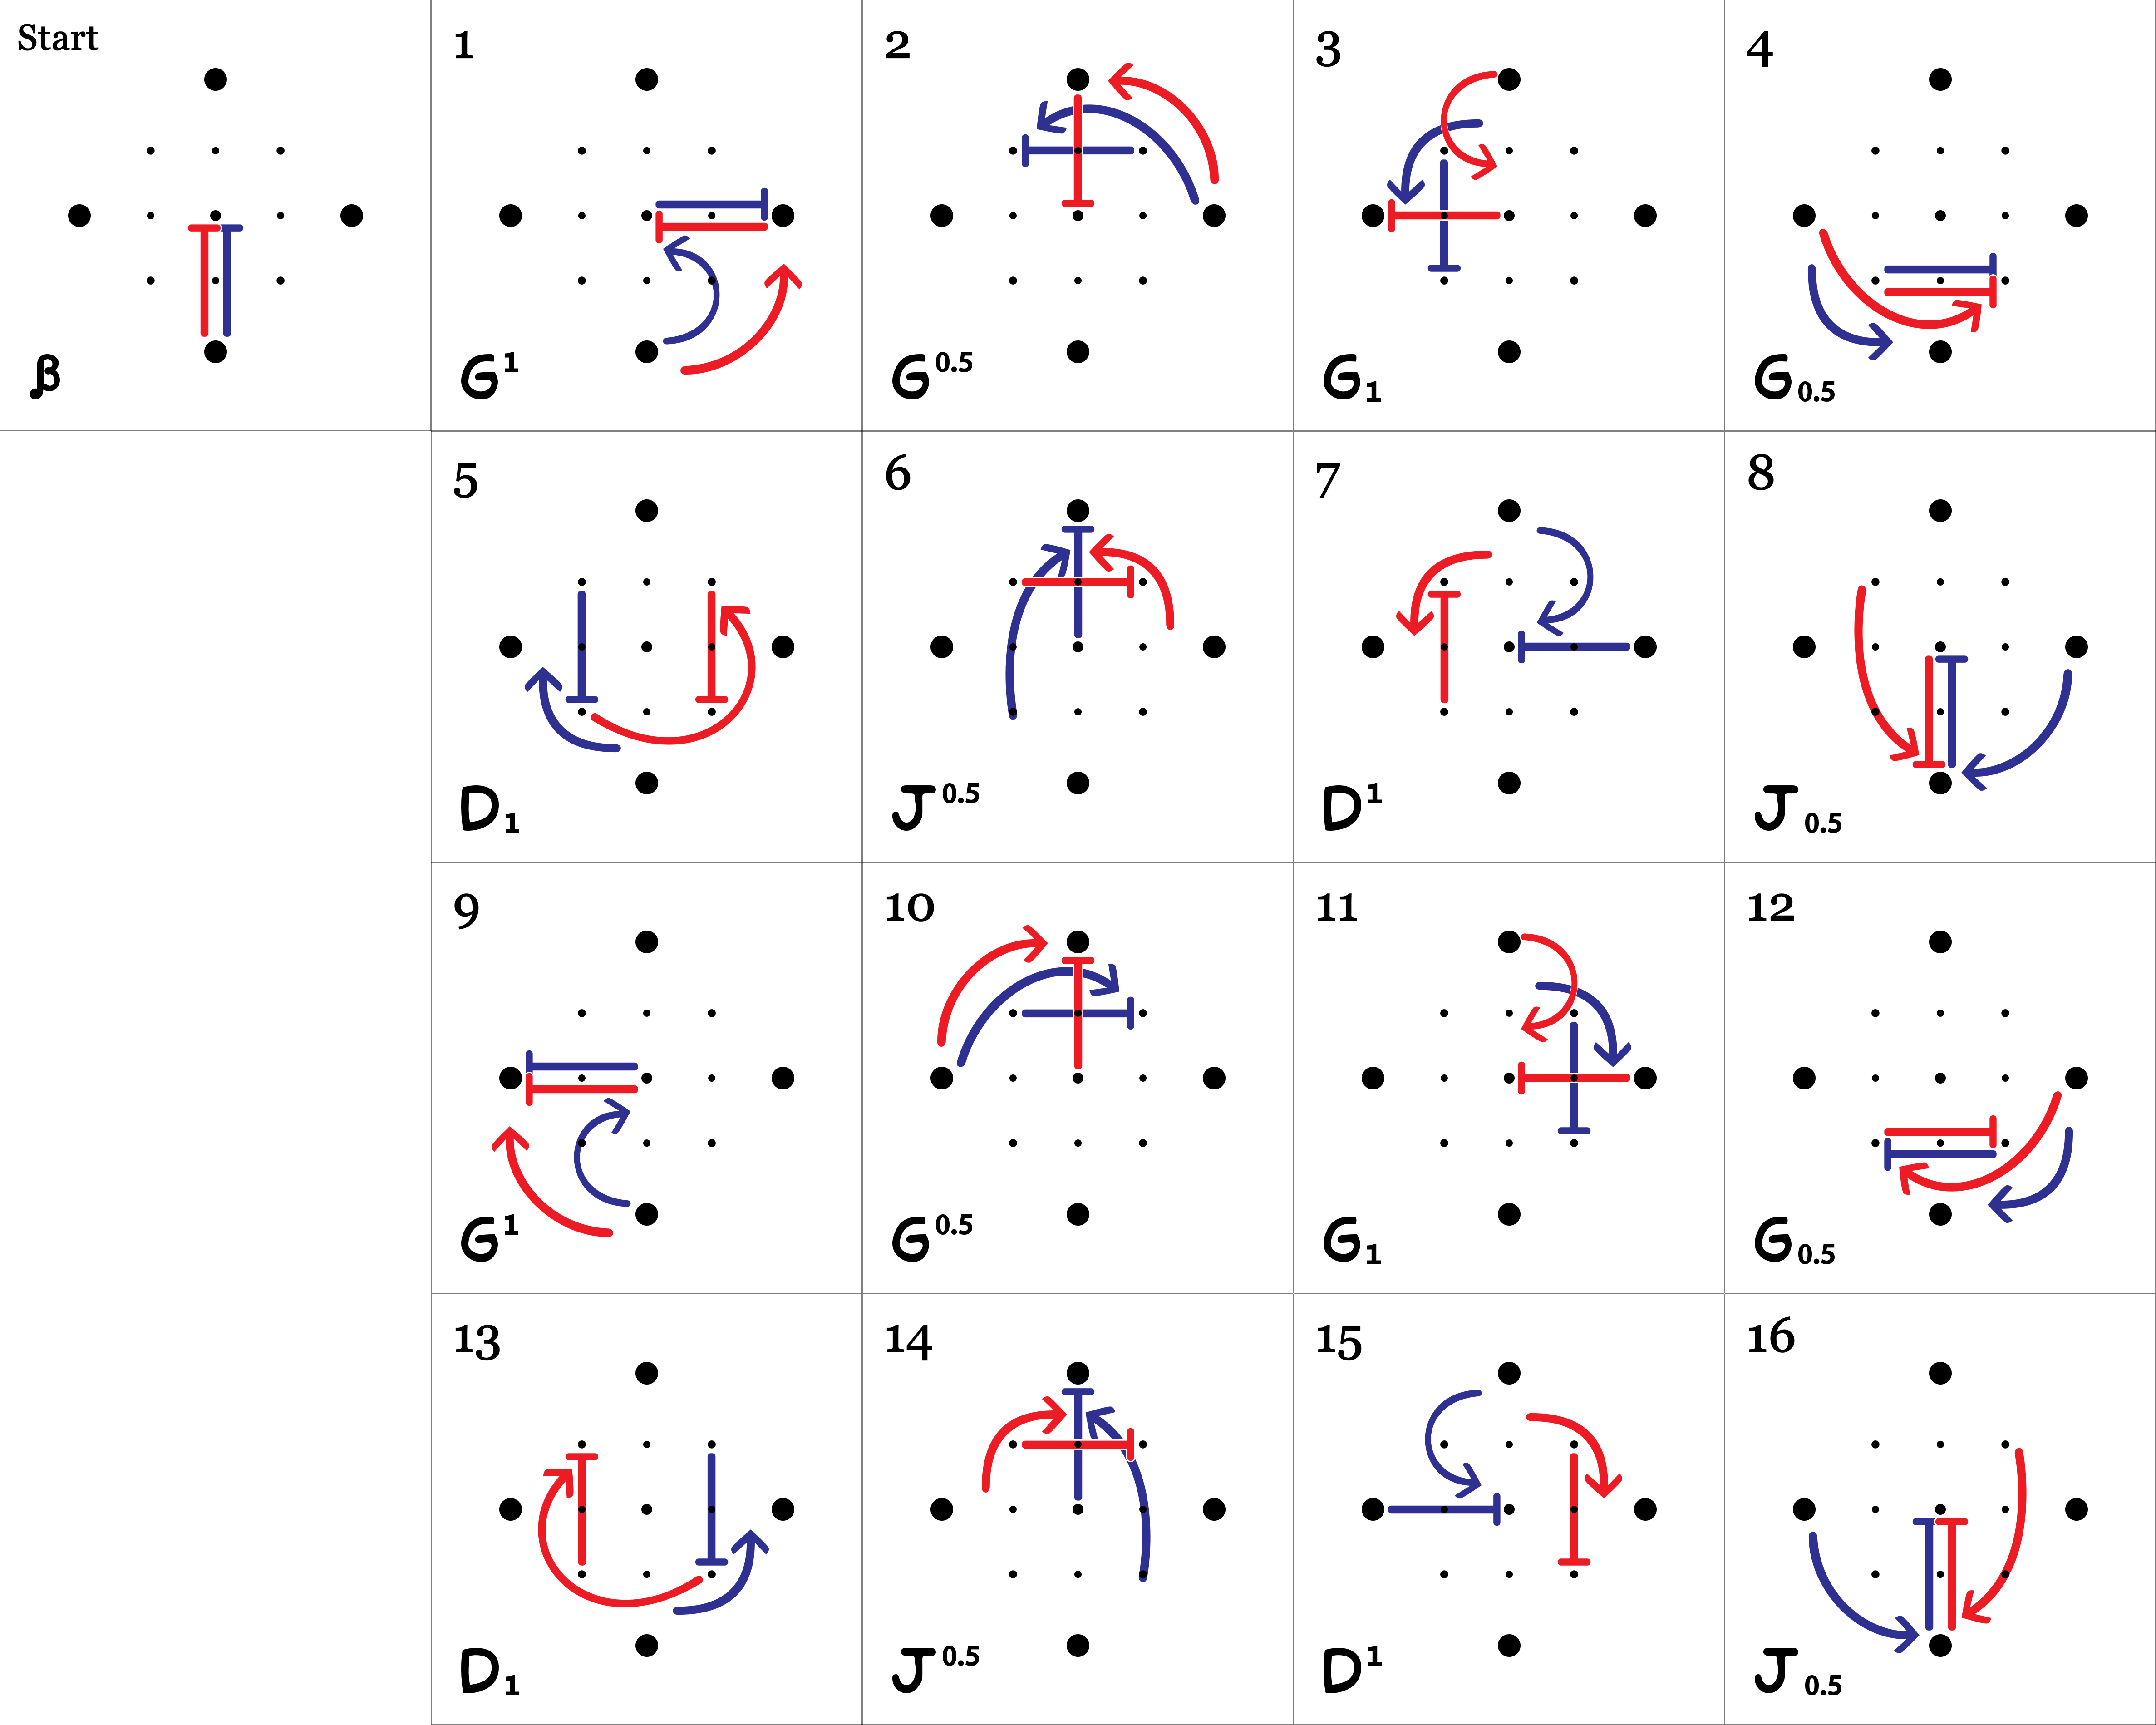 Start
β
1
G¹
2
G⁰·⁵
3
G₁
4
G₀.₅
5
D₁
6
J⁰·⁵
7
D¹
8
J₀.₅
9
G¹
10
G⁰·⁵
11
G₁
12
G₀.₅
13
D₁
14
J⁰·⁵
15
D¹
16
J₀.₅